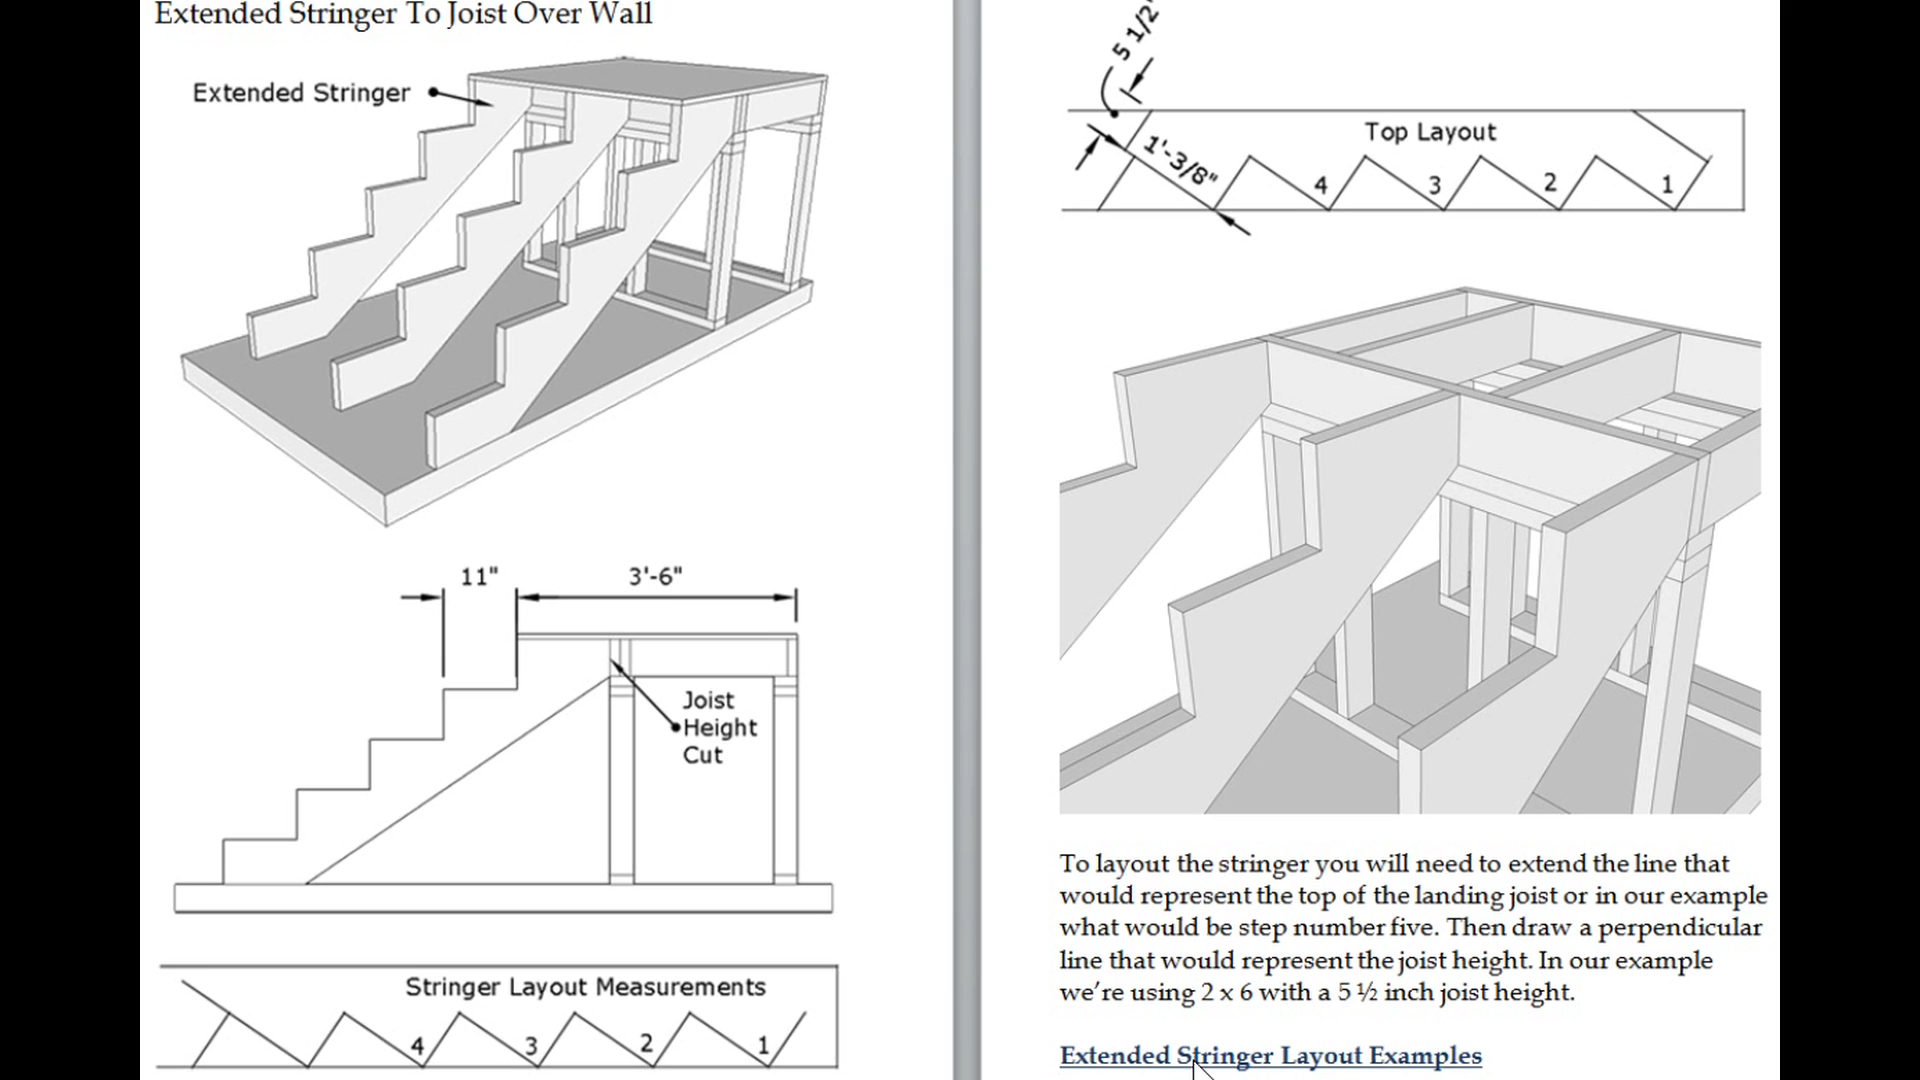 Extended Stringer To Joist Over Wall
Extended Stringer
11"
3'-6"
Joist
Height
Cut
Stringer Layout Measurements
4
3
2
1
5 1/2"
Top Layout
1'-3/8"
4
3
2
1
To layout the stringer you will need to extend the line that
would represent the top of the landing joist or in our example
what would be step number five. Then draw a perpendicular
line that would represent the joist height. In our example
we're using 2 x 6 with a 5 ½ inch joist height.
Extended Stringer Layout Examples